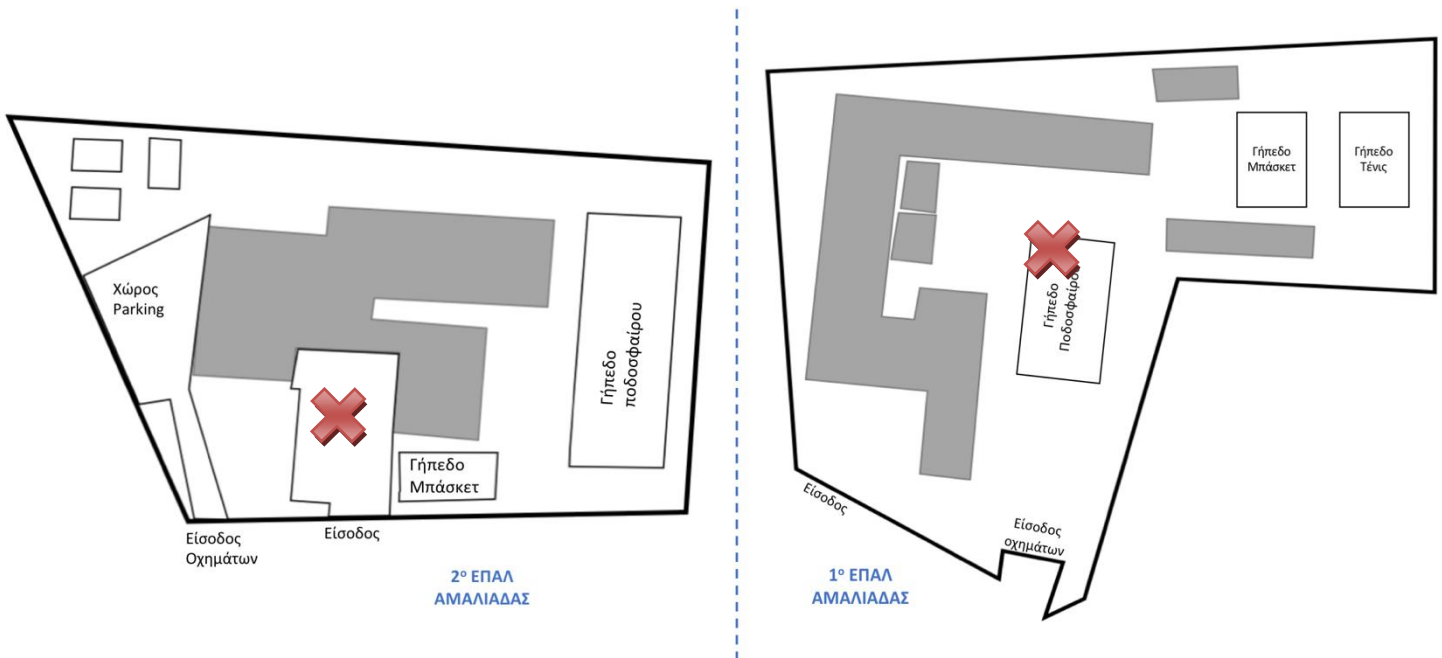 Χώρος
Parking
Γήπεδο
ποδοσφαίρου
Γήπεδο
Μπάσκετ
Είσοδος
Οχημάτων
Είσοδος
2ο ΕΠΑΛ
ΑΜΑΛΙΑΔΑΣ
Γήπεδο
Μπάσκετ
Γήπεδο
Τένις
Γήπεδο
Ποδοσφαίρου
Είσοδος
Είσοδος
οχημάτων
1ο ΕΠΑΛ
ΑΜΑΛΙΑΔΑΣ